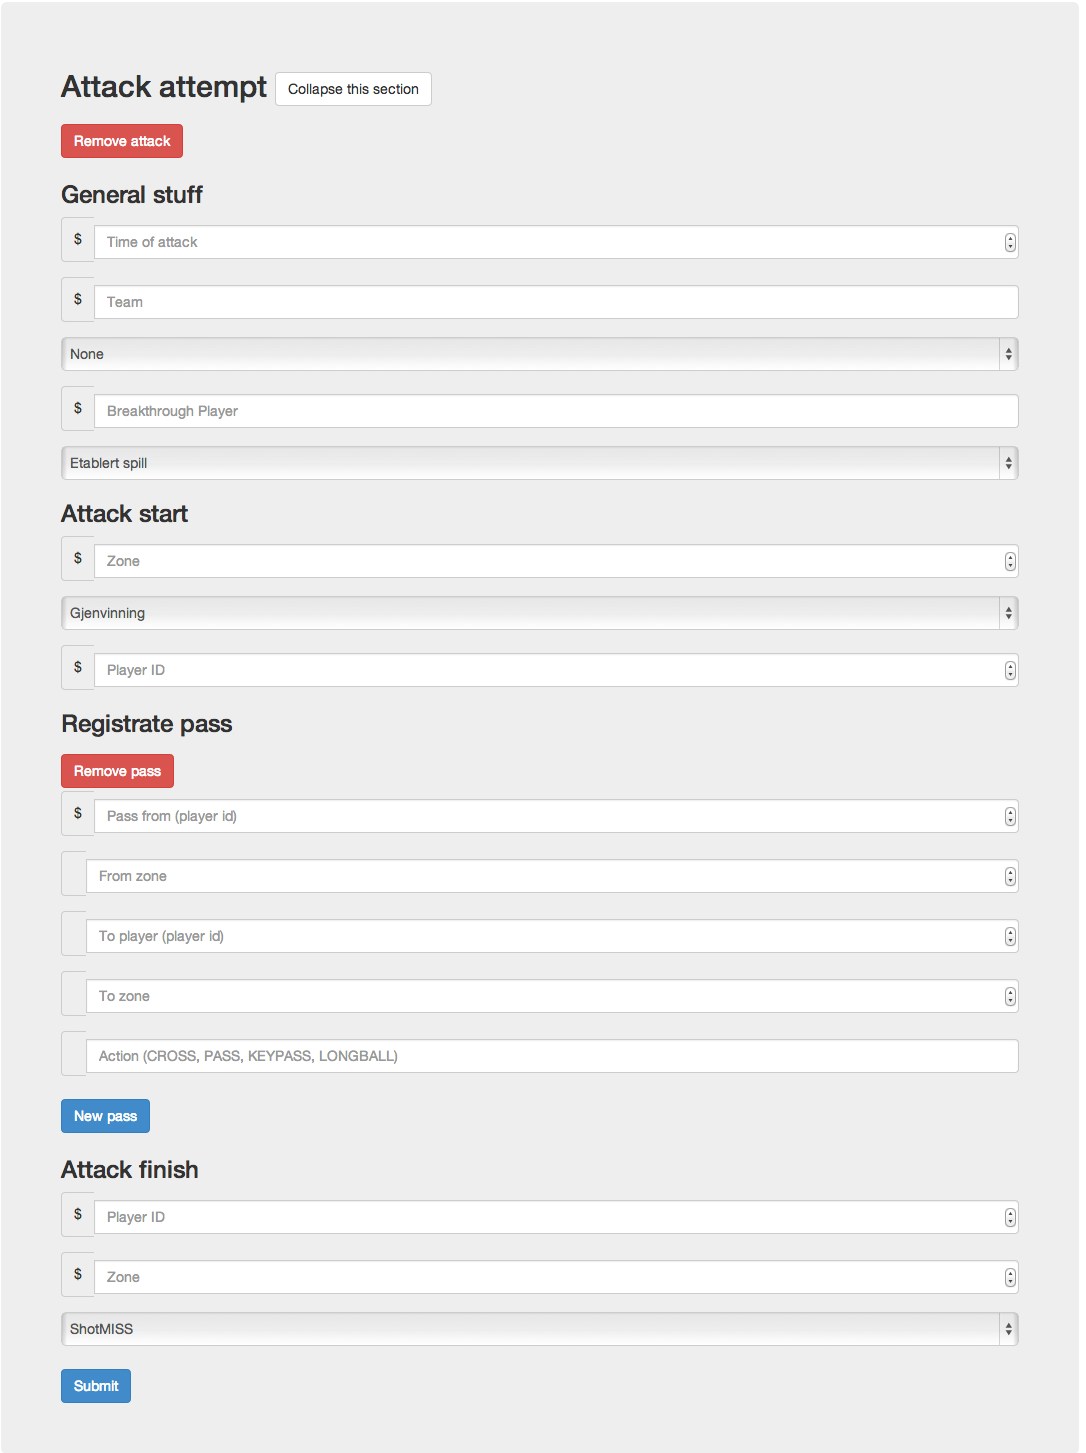 Attack attempt Collapse this section
Remove attack
General stuff
$ Time of attack
$ Team
None
$ Breakthrough Player
Etablert spill
Attack start
$ Zone
Gjenvinning
$ Player ID
Registrate pass
Remove pass
$ Pass from (player id)
From zone
To player (player id)
To zone
Action (CROSS, PASS, KEYPASS, LONGBALL)
New pass
Attack finish
$ Player ID
$ Zone
ShotMISS
Submit